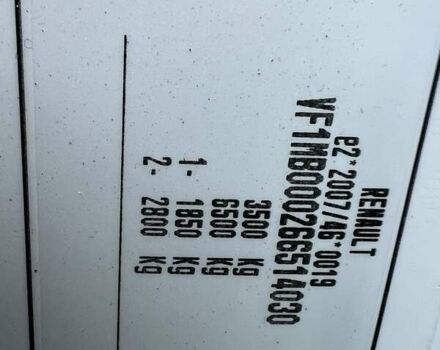 RENAULT
e2*2007/46*0019
VF1MB000266514030
3500 Kg
6500 Kg
1- 1850 Kg
2- 2800 Kg